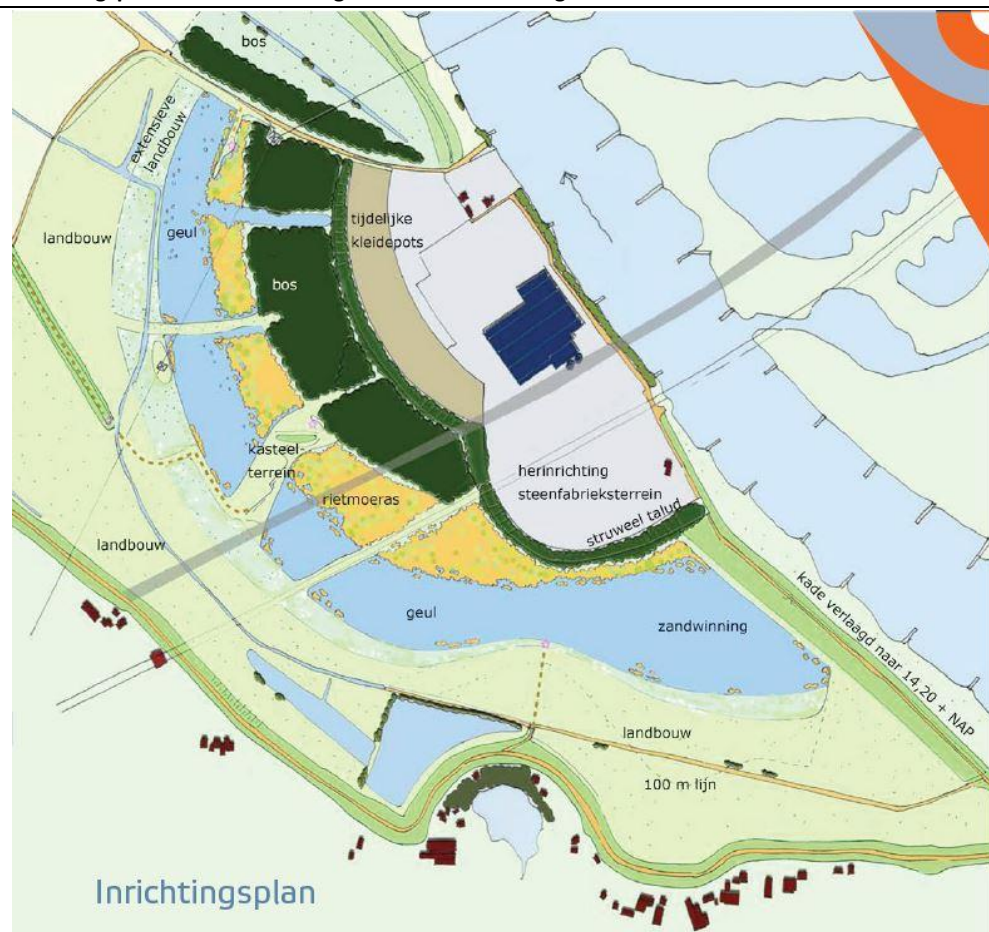 bos
extensieve
landbouw
geul
landbouw
tijdelijke
kleidepots
bos
kasteel-
terrein
rietmoeras
herinrichting
steenfabrieksterrein
struweel talud
landbouw
geul
zandwinning
kade verlaagd naar 14,20 + NAP
landbouw
100 m lijn
Inrichtingsplan